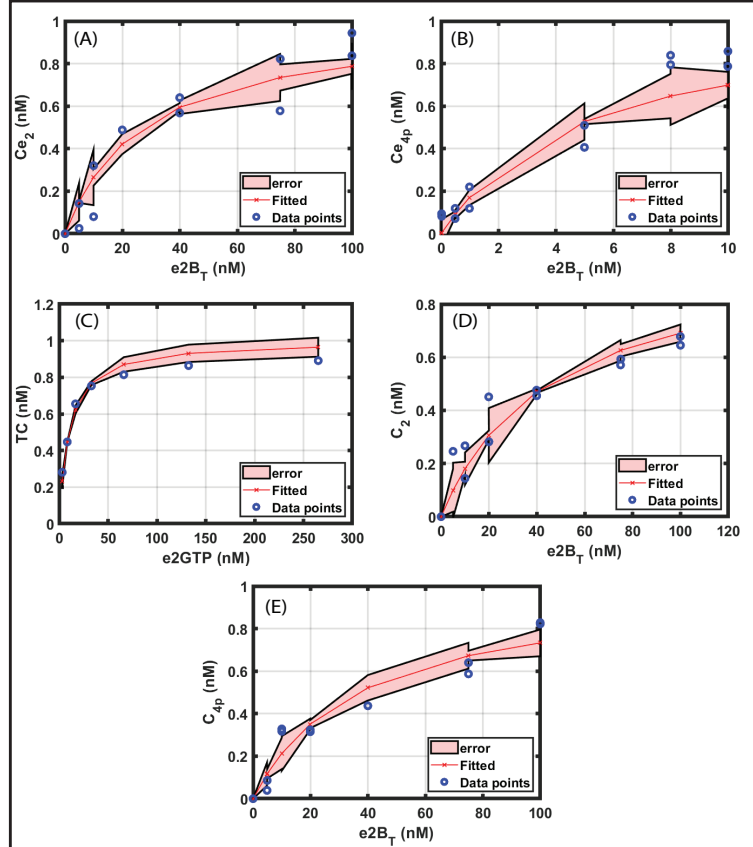 (A)
1
0.8
0.6
0.4
0.2
0
Ce2 (nM)
0 20 40 60 80 100
e2BT (nM)
error
Fitted
Data points
(B)
1
0.8
0.6
0.4
0.2
0
Ce4p (nM)
0 1 2 4 6 8 10
e2BT (nM)
error
Fitted
Data points
(C)
1.2
1
0.8
0.6
0.4
0.2
0
TC (nM)
0 50 100 150 200 250 300
e2GTP (nM)
error
Fitted
Data points
(D)
0.8
0.6
0.4
0.2
0
C2 (nM)
0 20 40 60 80 100 120
e2BT (nM)
error
Fitted
Data points
(E)
1
0.8
0.6
0.4
0.2
0
C4p (nM)
0 20 40 60 80 100
e2BT (nM)
error
Fitted
Data points